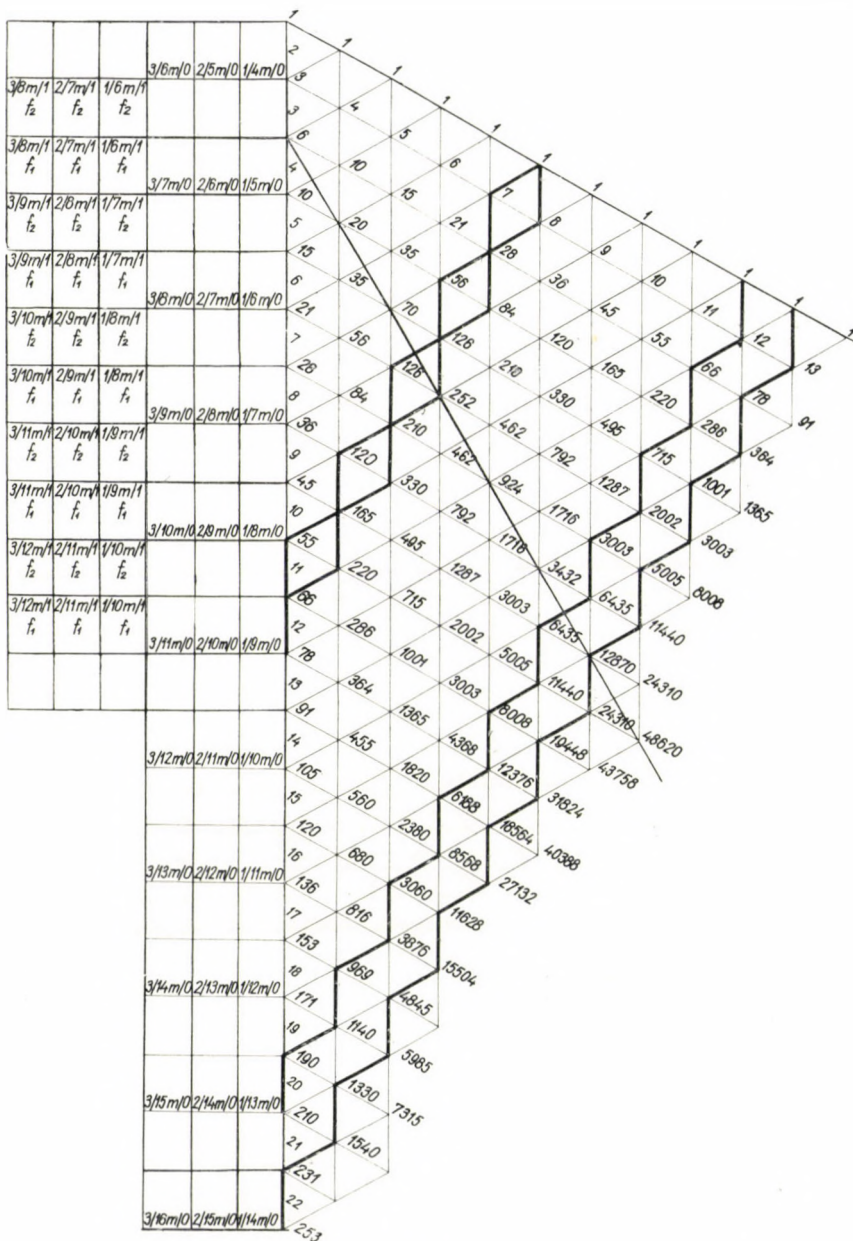 3/6m/0 2/5m/0 1/4m/0
3/8m/1 2/7m/1 1/6m/1
f₂ f₂ f₂
3/8m/1 2/7m/1 1/6m/1
f₁ f₁ f₁
3/7m/0 2/6m/0 1/5m/0
3/9m/1 2/8m/1 1/7m/1
f₂ f₂ f₂
3/9m/1 2/8m/1 1/7m/1
f₁ f₁ f₁
3/8m/0 2/7m/0 1/6m/0
3/10m/1 2/9m/1 1/8m/1
f₂ f₂ f₂
3/10m/1 2/9m/1 1/8m/1
f₁ f₁ f₁
3/9m/0 2/8m/0 1/7m/0
3/11m/1 2/10m/1 1/9m/1
f₂ f₂ f₂
3/11m/1 2/10m/1 1/9m/1
f₁ f₁ f₁
3/10m/0 2/9m/0 1/8m/0
3/12m/1 2/11m/1 1/10m/1
f₂ f₂ f₂
3/12m/1 2/11m/1 1/10m/1
f₁ f₁ f₁
3/11m/0 2/10m/0 1/9m/0
3/12m/0 2/11m/0 1/10m/0
3/13m/0 2/12m/0 1/11m/0
3/14m/0 2/13m/0 1/12m/0
3/15m/0 2/14m/0 1/13m/0
3/16m/0 2/15m/0 1/14m/0
1 2 3 3 6 4 10 5 15 6 21 7 26 8 36 9 45 10 55 11 66 12 78 13 91 14 105 15 120 16 136 17 153 18 171 19 190 20 210 21 231 22 253
1 4 10 20 35 56 84 120 165 220 286 364 455 560 680 816 969 1140 1330 1540
1 5 15 35 70 126 210 330 495 715 1001 1365 1820 2380 3060 3876 4845 5985 7315
1 6 21 56 126 252 462 792 1287 2002 3003 4368 6188 8568 11628 15504
1 7 28 84 210 462 924 1716 3003 5005 8008 12376 18564 27132
1 8 36 120 330 792 1716 3432 6435 11440 19448 31824 40388
1 9 45 165 495 1287 3003 6435 12870 24310 43758
1 10 55 220 715 2002 5005 11440 24310 48620
1 11 66 286 1001 3003 8008
1 12 78 364 1365
1 13 91
1